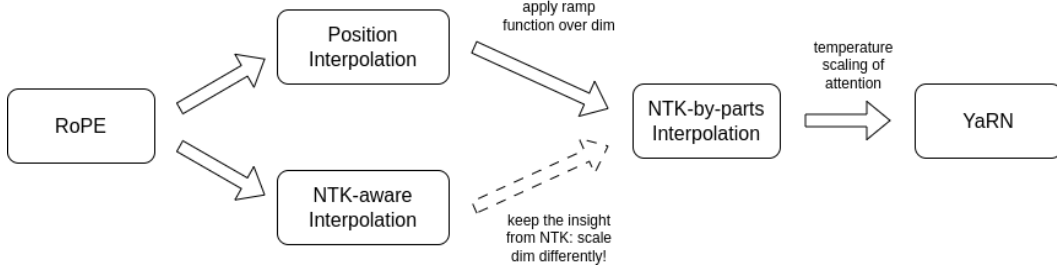 RoPE
Position
Interpolation
NTK-aware
Interpolation
apply ramp
function over dim
keep the insight
from NTK: scale
dim differently!
NTK-by-parts
Interpolation
temperature
scaling of
attention
YaRN